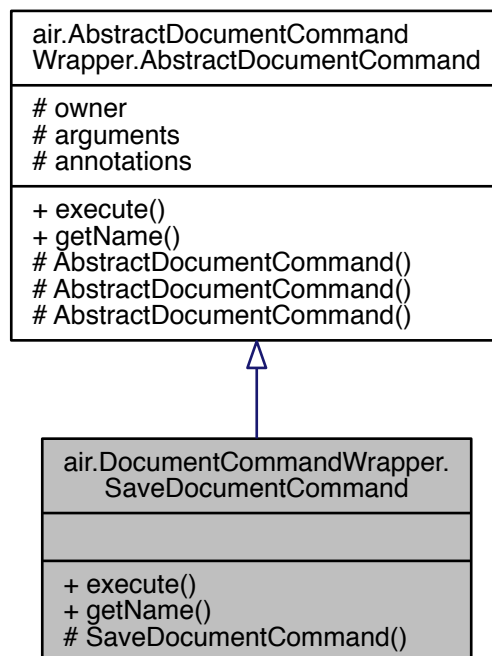 air.AbstractDocumentCommand
Wrapper.AbstractDocumentCommand
# owner
# arguments
# annotations
+ execute()
+ getName()
# AbstractDocumentCommand()
# AbstractDocumentCommand()
# AbstractDocumentCommand()
air.DocumentCommandWrapper.
SaveDocumentCommand
+ execute()
+ getName()
# SaveDocumentCommand()